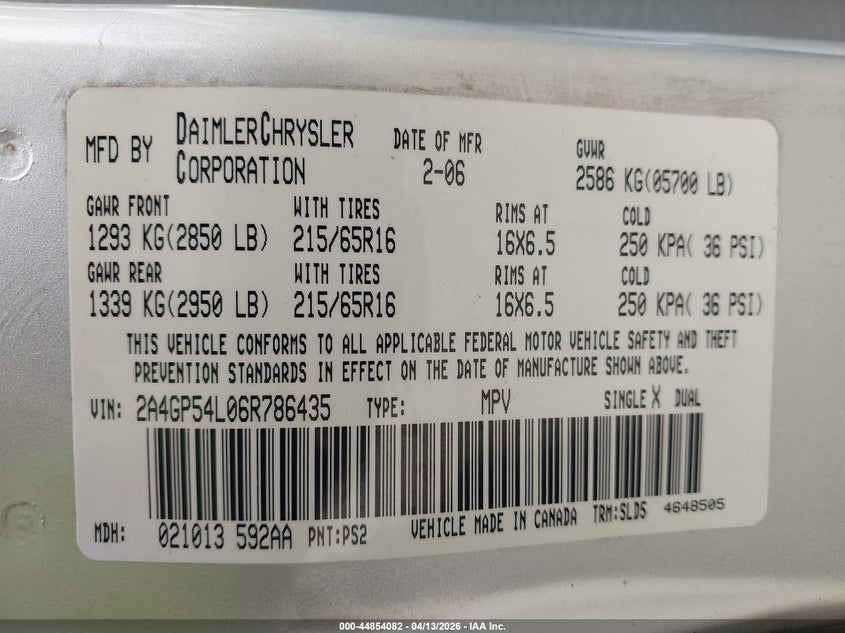 MFD BY DAIMLERCHRYSLER CORPORATION DATE OF MFR 2-06 GVWR 2586 KG(05700 LB)
GAWR FRONT WITH TIRES RIMS AT COLD
1293 KG(2850 LB) 215/65R16 16X6.5 250 KPA( 36 PSI)
GAWR REAR WITH TIRES RIMS AT COLD
1339 KG(2950 LB) 215/65R16 16X6.5 250 KPA( 36 PSI)
THIS VEHICLE CONFORMS TO ALL APPLICABLE FEDERAL MOTOR VEHICLE SAFETY AND THEFT
PREVENTION STANDARDS IN EFFECT ON THE DATE OF MANUFACTURE SHOWN ABOVE.
VIN: 2A4GP54L06R786435 TYPE: MPV SINGLE X DUAL
MDH: 021013 592AA PNT:PS2 VEHICLE MADE IN CANADA TRM:SLD5 4648505
000-44854082 - 04/13/2026 - IAA Inc.